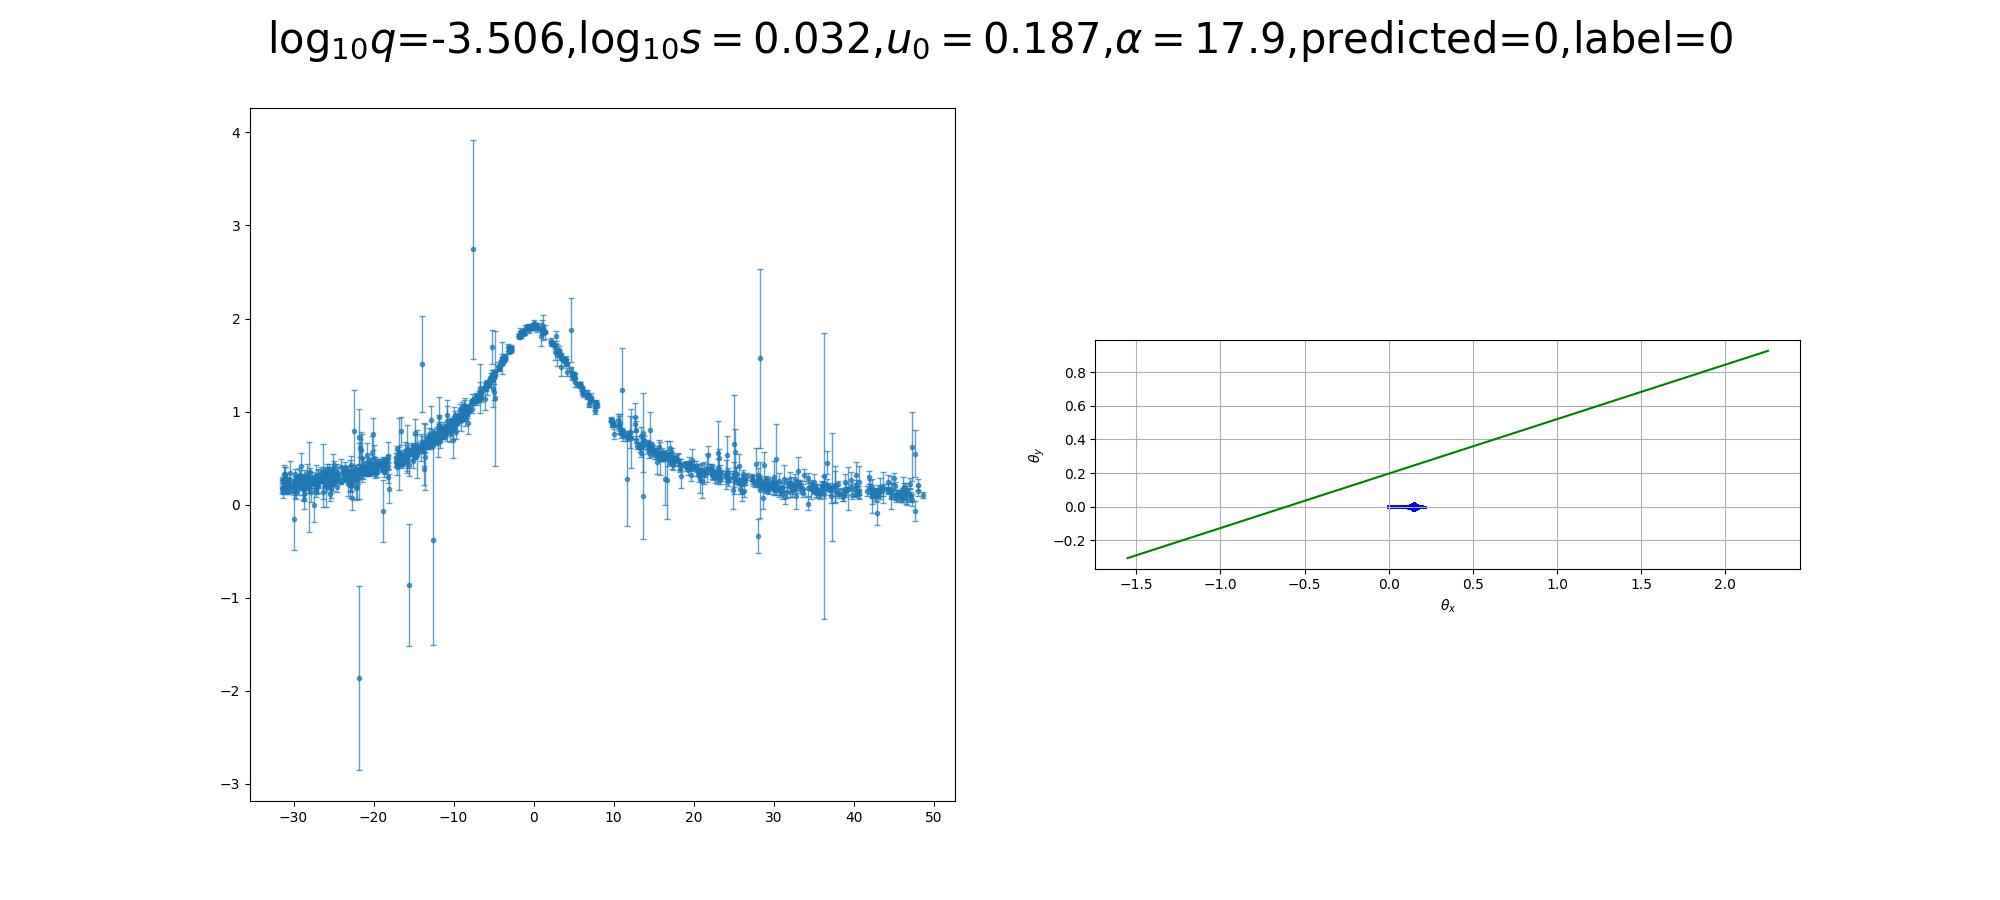 log₁₀q=-3.506,log₁₀s = 0.032,u₀ = 0.187,α = 17.9,predicted=0,label=0
4
3
2
1
0
−1
−2
−3
−30 −20 −10 0 10 20 30 40 50
0.8
0.6
0.4
0.2
0.0
−0.2
θy
−1.5 −1.0 −0.5 0.0 0.5 1.0 1.5 2.0
θx